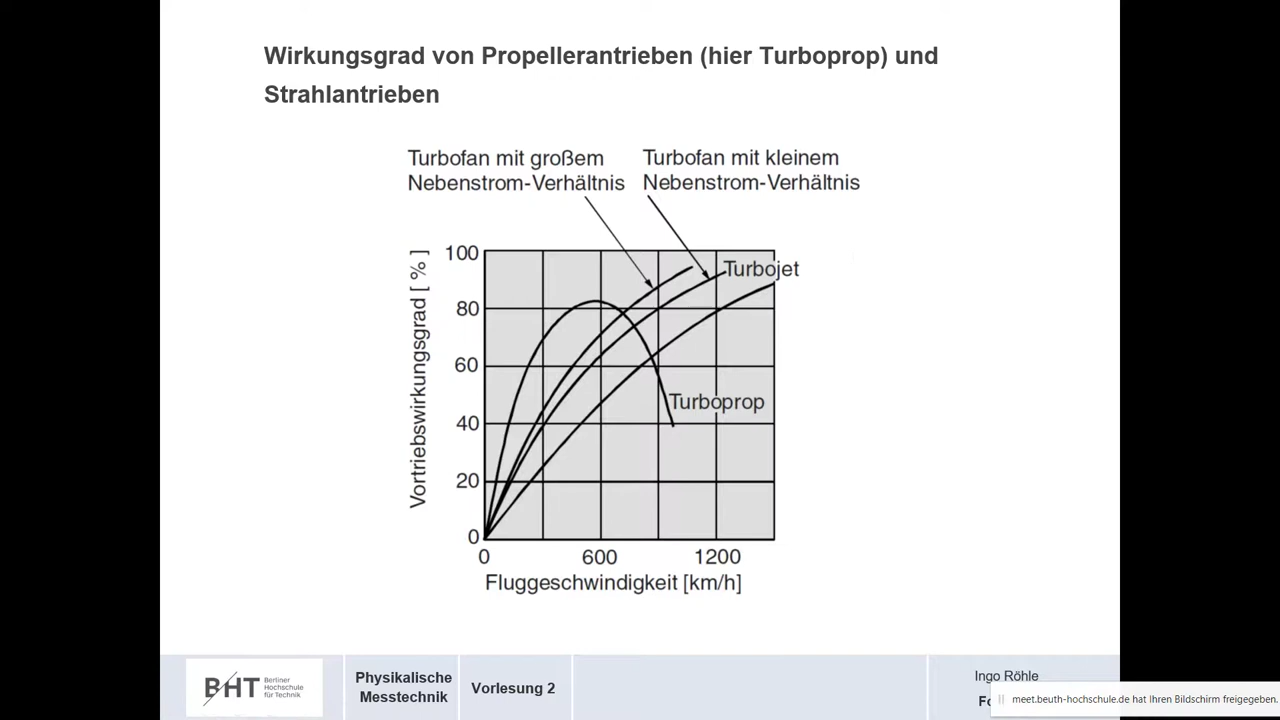 Wirkungsgrad von Propellerantrieben (hier Turboprop) und
Strahlantrieben
Turbofan mit großem
Nebenstrom-Verhältnis
Turbofan mit kleinem
Nebenstrom-Verhältnis
Vortriebswirkungsgrad [ % ]
100
80
60
40
20
0
Turbojet
Turboprop
0
600
1200
Fluggeschwindigkeit [km/h]
BHT
Berliner
Hochschule
für Technik
Physikalische
Messtechnik
Vorlesung 2
Ingo Röhle
meet.beuth-hochschule.de hat Ihren Bildschirm freigegeben.